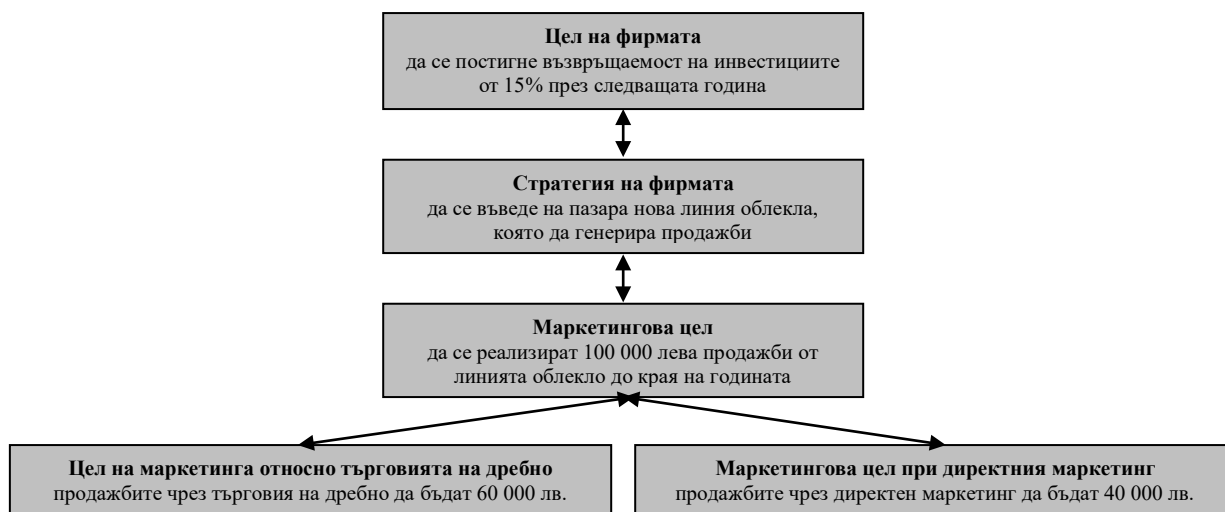 Цел на фирмата
да се постигне възвръщаемост на инвестициите
от 15% през следващата година
Стратегия на фирмата
да се въведе на пазара нова линия облекла,
която да генерира продажби
Маркетингова цел
да се реализират 100 000 лева продажби от
линията облекло до края на годината
Цел на маркетинга относно търговията на дребно
продажбите чрез търговия на дребно да бъдат 60 000 лв.
Маркетингова цел при директния маркетинг
продажбите чрез директен маркетинг да бъдат 40 000 лв.